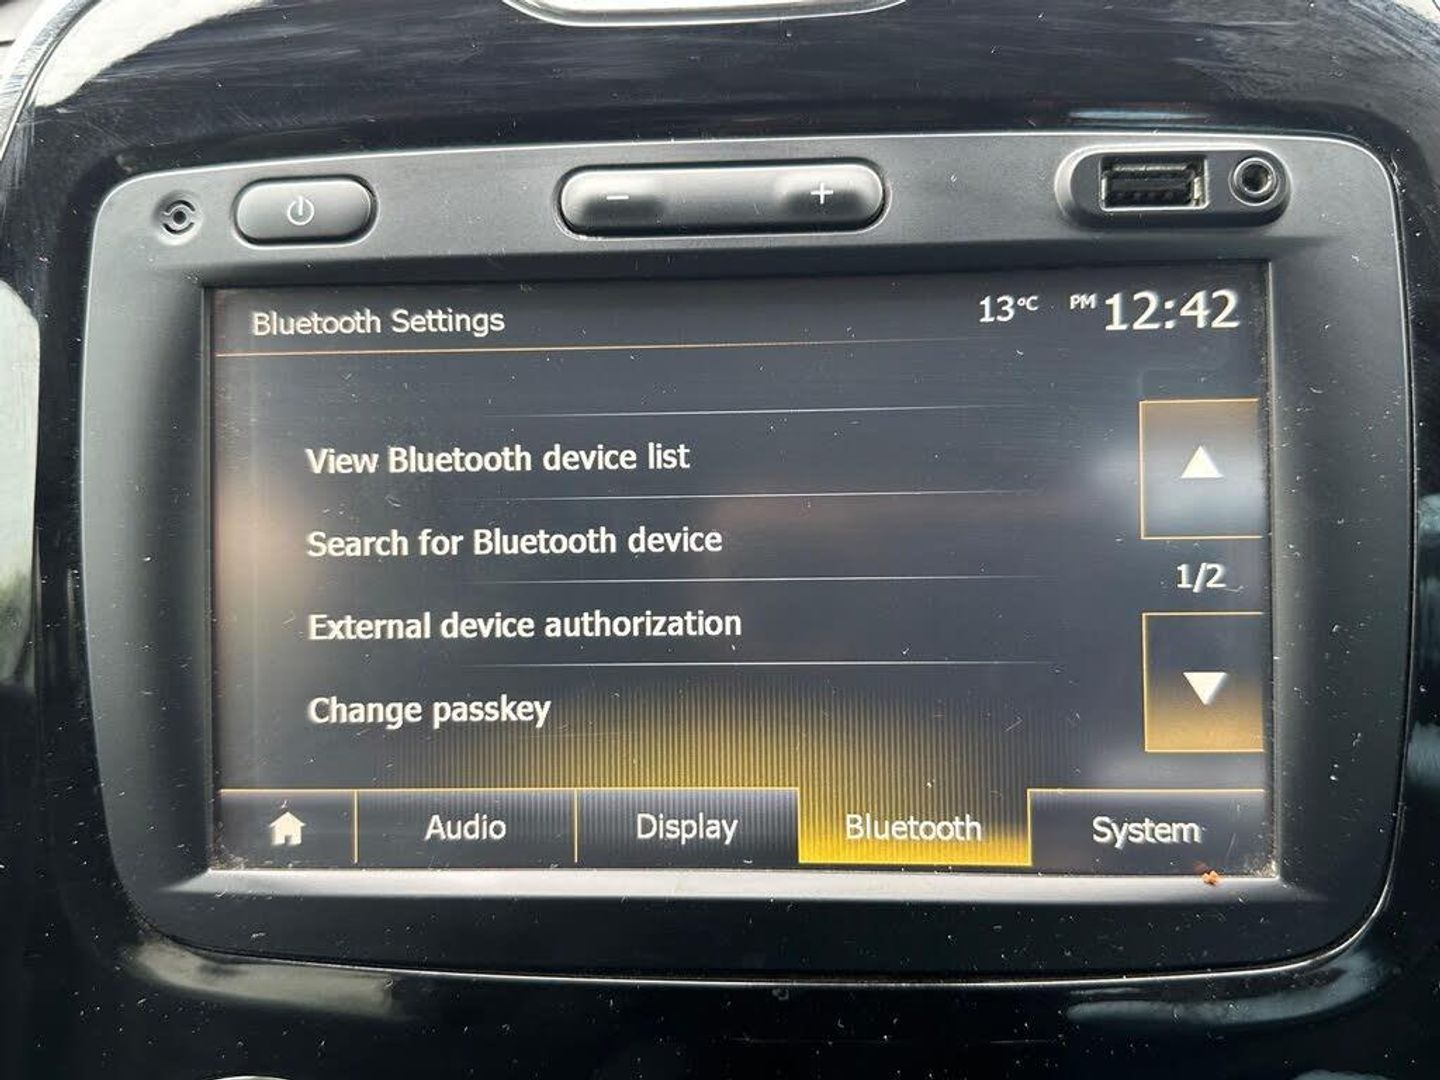 Bluetooth Settings
13°C PM 12:42
View Bluetooth device list
Search for Bluetooth device
1/2
External device authorization
Change passkey
Audio Display Bluetooth System